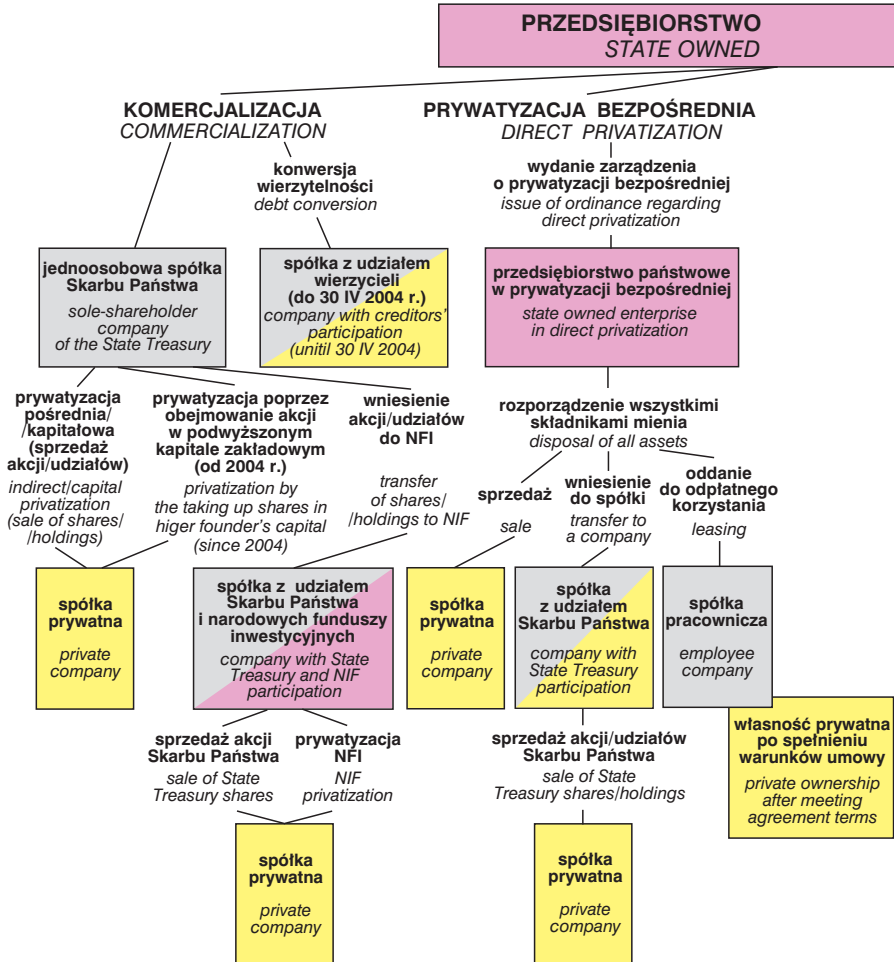 PRZEDSIĘBIORSTWO
STATE OWNED
KOMERCJALIZACJA
COMMERCIALIZATION
PRYWATYZACJA BEZPOŚREDNIA
DIRECT PRIVATIZATION
konwersja
wierzytelności
debt conversion
wydanie zarządzenia
o prywatyzacji bezpośredniej
issue of ordinance regarding
direct privatization
jednoosobowa spółka
Skarbu Państwa
sole-shareholder
company
of the State Treasury
spółka z udziałem
wierzycieli
(do 30 IV 2004 r.)
company with creditors'
participation
(unitil 30 IV 2004)
przedsiębiorstwo państwowe
w prywatyzacji bezpośredniej
state owned enterprise
in direct privatization
prywatyzacja
pośrednia/
/kapitałowa
(sprzedaż
akcji/udziałów)
indirect/capital
privatization
(sale of shares/
/holdings)
prywatyzacja poprzez
obejmowanie akcji
w podwyższonym
kapitale zakładowym
(od 2004 r.)
privatization by
the taking up shares in
higer founder's capital
(since 2004)
wniesienie
akcji/udziałów
do NFI
transfer
of shares/
/holdings to NIF
rozporządzenie wszystkimi
składnikami mienia
disposal of all assets
sprzedaż
sale
wniesienie
do spółki
transfer to
a company
oddanie
do odpłatnego
korzystania
leasing
spółka
prywatna
private
company
spółka z udziałem
Skarbu Państwa
i narodowych funduszy
inwestycyjnych
company with State
Treasury and NIF
participation
spółka
prywatna
private
company
spółka
z udziałem
Skarbu Państwa
company with
State Treasury
participation
spółka
pracownicza
employee
company
sprzedaż akcji
Skarbu Państwa
sale of State
Treasury shares
prywatyzacja
NFI
NIF
privatization
sprzedaż akcji/udziałów
Skarbu Państwa
sale of State
Treasury shares/holdings
własność prywatna
po spełnieniu
warunków umowy
private ownership
after meeting
agreement terms
spółka
prywatna
private
company
spółka
prywatna
private
company